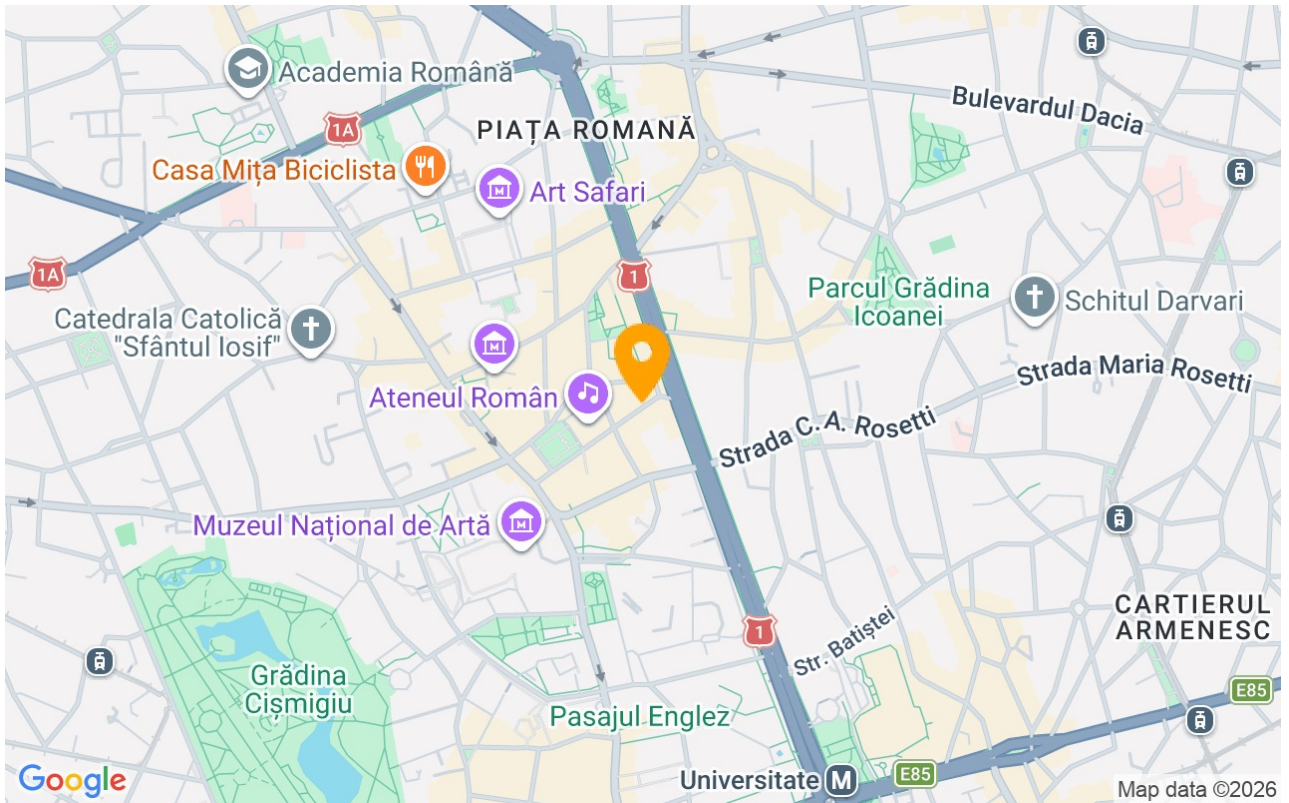 Academia Română
Bulevardul Dacia
1A
PIAȚA ROMANĂ
Casa Mița Biciclista
Art Safari
1A
1
Parcul Grădina
Icoanei
Schitul Darvari
Catedrala Catolică
"Sfântul Iosif"
Strada Maria Rosetti
Ateneul Român
Strada C. A. Rosetti
Muzeul Național de Artă
CARTIERUL
ARMENESC
1
Str. Batiștei
Grădina
Cișmigiu
E85
Pasajul Englez
Universitate M
E85
Google
Map data ©2026